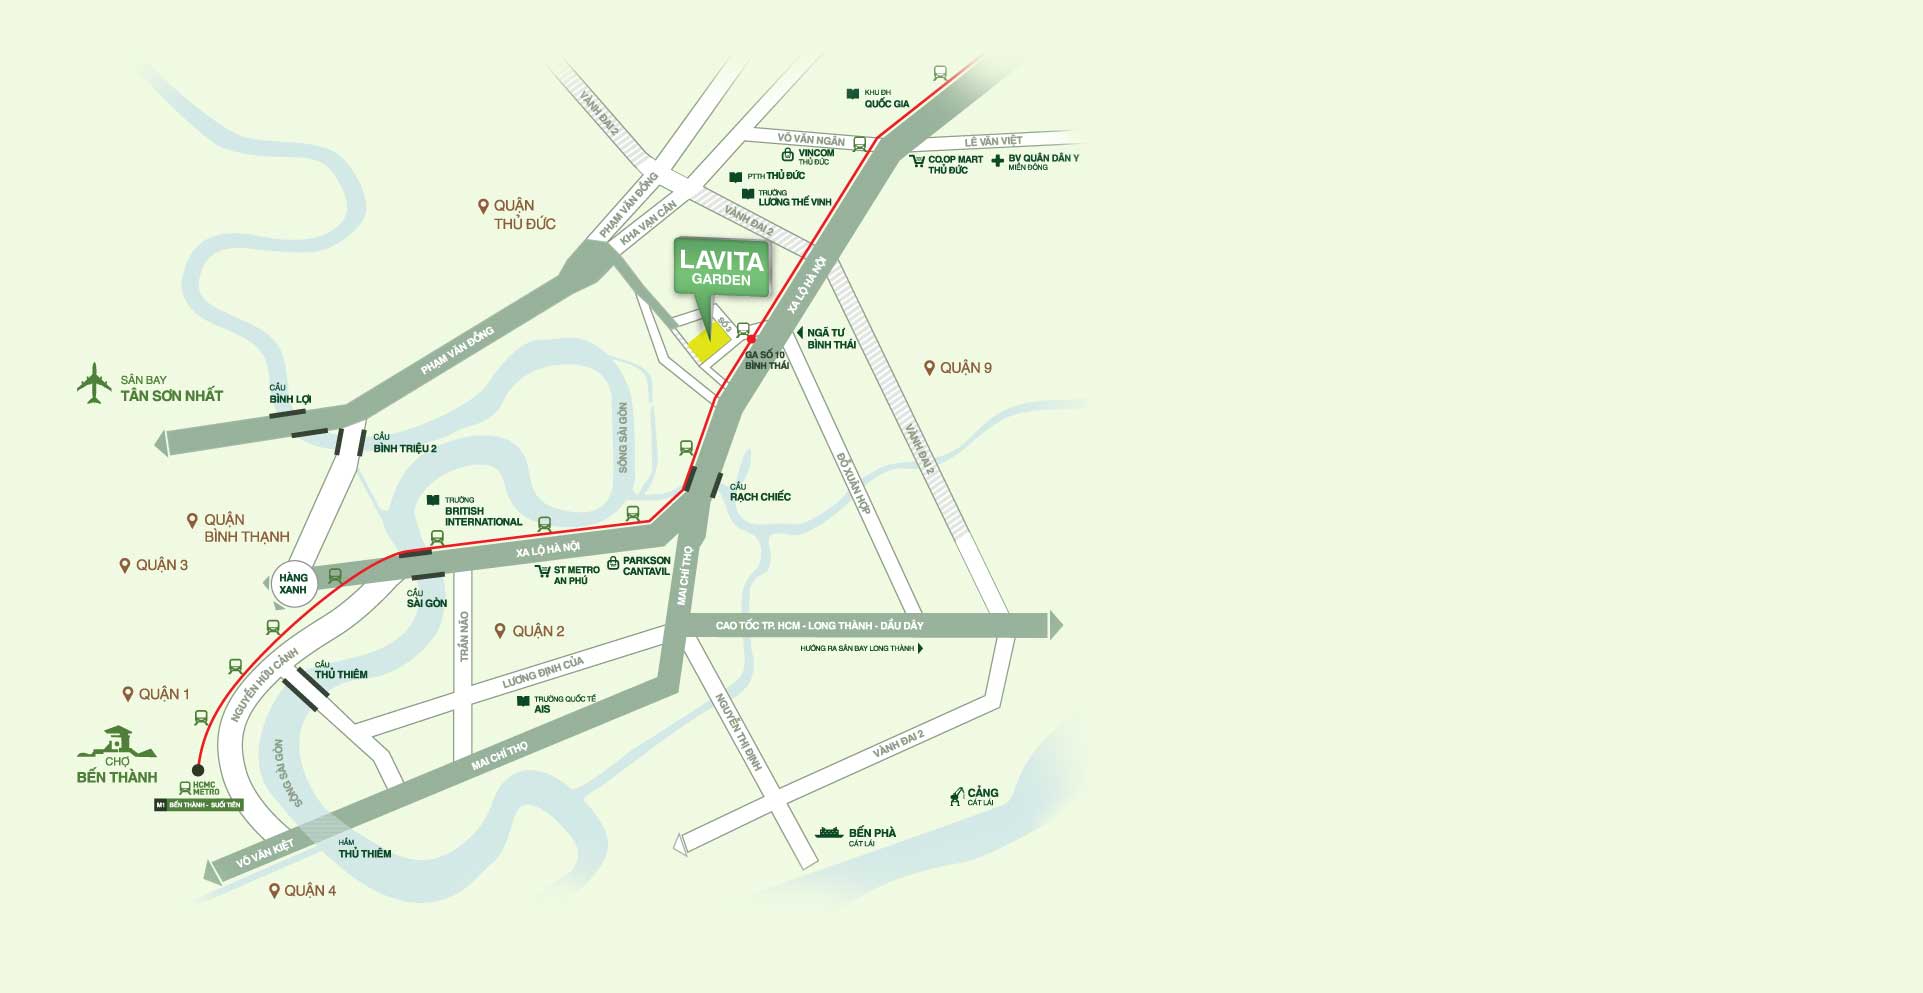 KHU ĐH
QUỐC GIA
VÀNH ĐAI 2
VÕ VĂN NGÂN
LÊ VĂN VIỆT
VINCOM
THỦ ĐỨC
CO.OP MART
THỦ ĐỨC
BV QUÂN DÂN Y
MIỀN ĐÔNG
PTTH THỦ ĐỨC
TRƯỜNG
LƯƠNG THẾ VINH
QUẬN
THỦ ĐỨC
PHẠM VĂN ĐỒNG
KHA VẠN CÂN
VÀNH ĐAI 2
LAVITA
GARDEN
XA LỘ HÀ NỘI
SỐ 3
NGÃ TƯ
BÌNH THÁI
GA SỐ 10
BÌNH THÁI
PHẠM VĂN ĐỒNG
QUẬN 9
SÂN BAY
TÂN SƠN NHẤT
CẦU
BÌNH LỢI
CẦU
BÌNH TRIỆU 2
SÔNG SÀI GÒN
VÀNH ĐAI 2
ĐỖ XUÂN HỢP
CẦU
RẠCH CHIẾC
TRƯỜNG
BRITISH
INTERNATIONAL
QUẬN
BÌNH THẠNH
QUẬN 3
XA LỘ HÀ NỘI
HÀNG
XANH
ST METRO
AN PHÚ
PARKSON
CANTAVIL
MAI CHÍ THỌ
CẦU
SÀI GÒN
TRẦN NÃO
QUẬN 2
CAO TỐC TP. HCM - LONG THÀNH - DẦU DÂY
HƯỚNG RA SÂN BAY LONG THÀNH
NGUYỄN HỮU CẢNH
CẦU
THỦ THIÊM
LƯƠNG ĐỊNH CỦA
QUẬN 1
TRƯỜNG QUỐC TẾ
AIS
NGUYỄN THỊ ĐỊNH
CHỢ
BẾN THÀNH
SÔNG SÀI GÒN
MAI CHÍ THỌ
VÀNH ĐAI 2
HCMC
METRO
M1 BẾN THÀNH - SUỐI TIÊN
CẢNG
CÁT LÁI
BẾN PHÀ
CÁT LÁI
VÕ VĂN KIỆT
HẦM
THỦ THIÊM
QUẬN 4